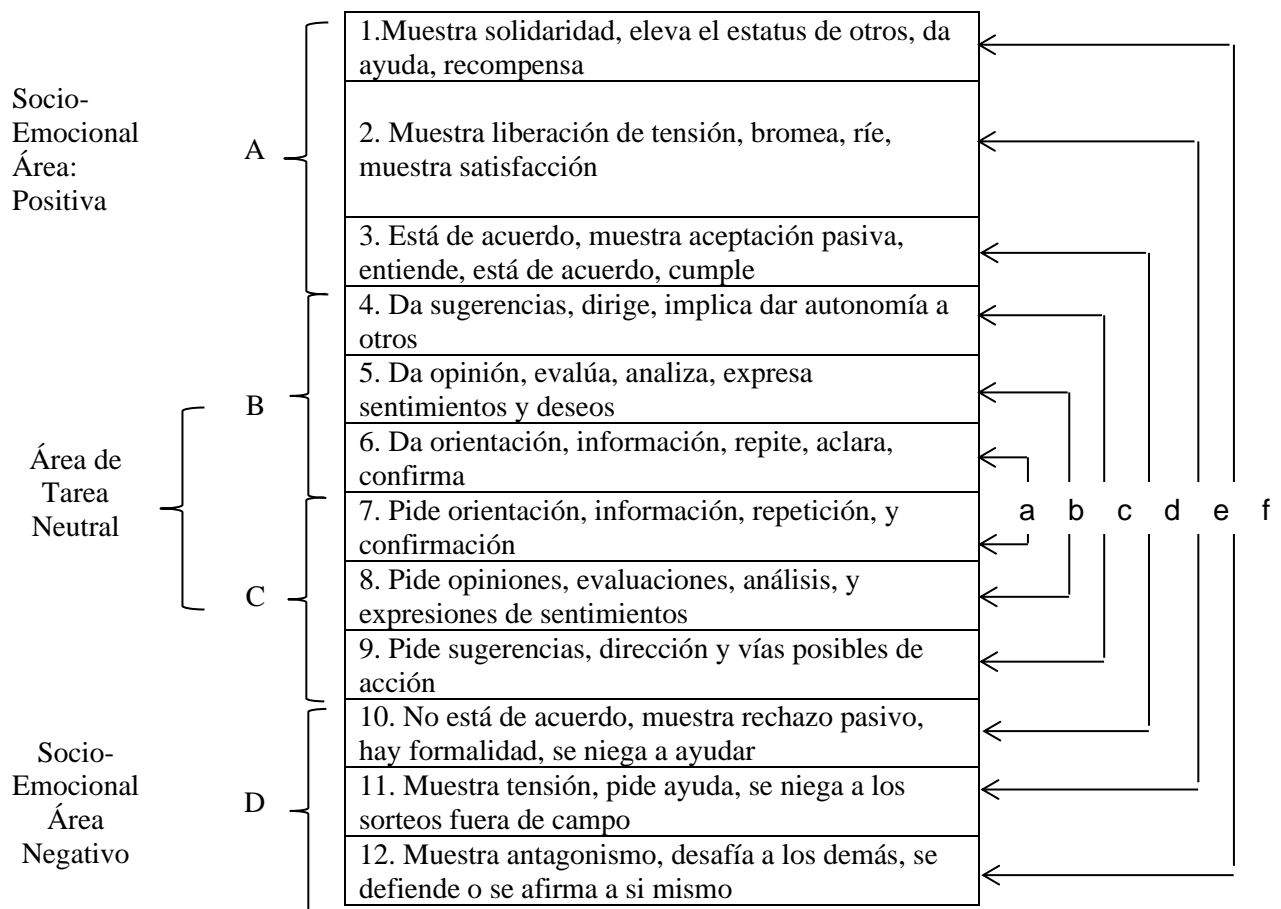 1.Muestra solidaridad, eleva el estatus de otros, da
ayuda, recompensa
Socio-
Emocional
Área:
Positiva
A
2. Muestra liberación de tensión, bromea, ríe,
muestra satisfacción
3. Está de acuerdo, muestra aceptación pasiva,
entiende, está de acuerdo, cumple
4. Da sugerencias, dirige, implica dar autonomía a
otros
B
5. Da opinión, evalúa, analiza, expresa
sentimientos y deseos
6. Da orientación, información, repite, aclara,
confirma
Área de
Tarea
Neutral
7. Pide orientación, información, repetición, y
confirmación
a b c d e f
C
8. Pide opiniones, evaluaciones, análisis, y
expresiones de sentimientos
9. Pide sugerencias, dirección y vías posibles de
acción
10. No está de acuerdo, muestra rechazo pasivo,
hay formalidad, se niega a ayudar
Socio-
Emocional
Área
Negativo
D
11. Muestra tensión, pide ayuda, se niega a los
sorteos fuera de campo
12. Muestra antagonismo, desafía a los demás, se
defiende o se afirma a si mismo